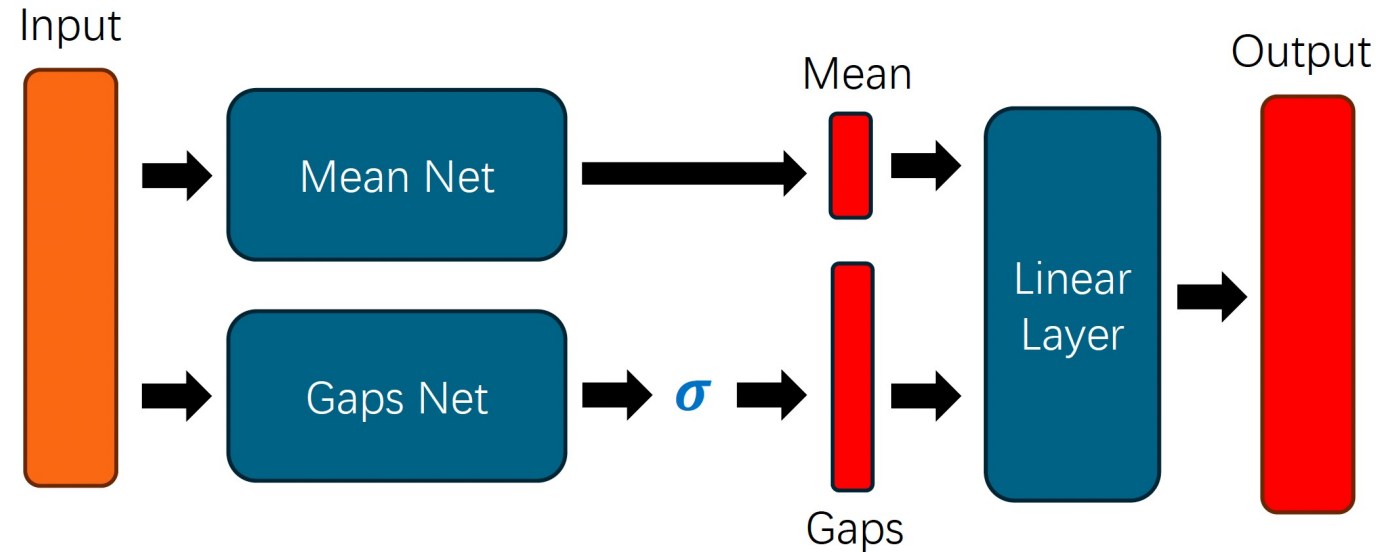 Input
Mean Net
Mean
Output
Linear
Layer
Gaps Net
σ
Gaps